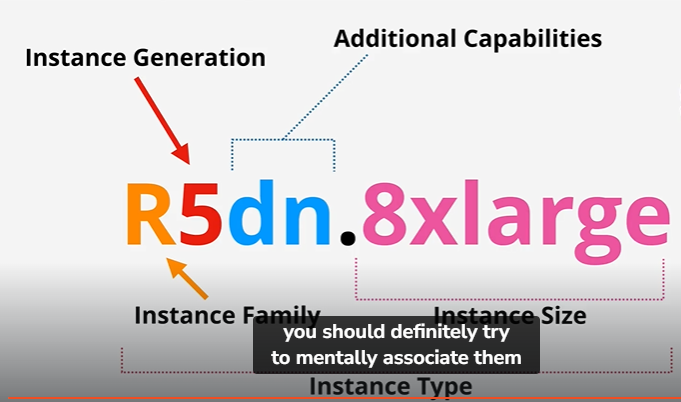 Additional Capabilities
Instance Generation
R5dn.8xlarge
Instance Family
Instance Size
you should definitely try
to mentally associate them
Instance Type